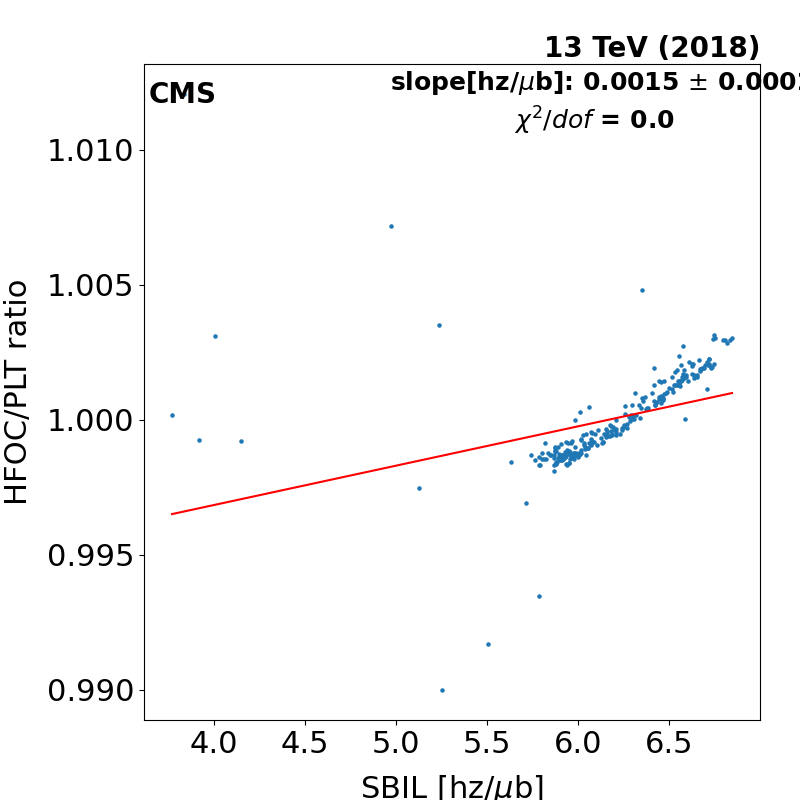 13 TeV (2018)
CMS
slope[hz/μb]: 0.0015 ± 0.000
χ²/dof = 0.0
1.010
1.005
1.000
0.995
0.990
HFOC/PLT ratio
4.0 4.5 5.0 5.5 6.0 6.5
SBIL [hz/μb]